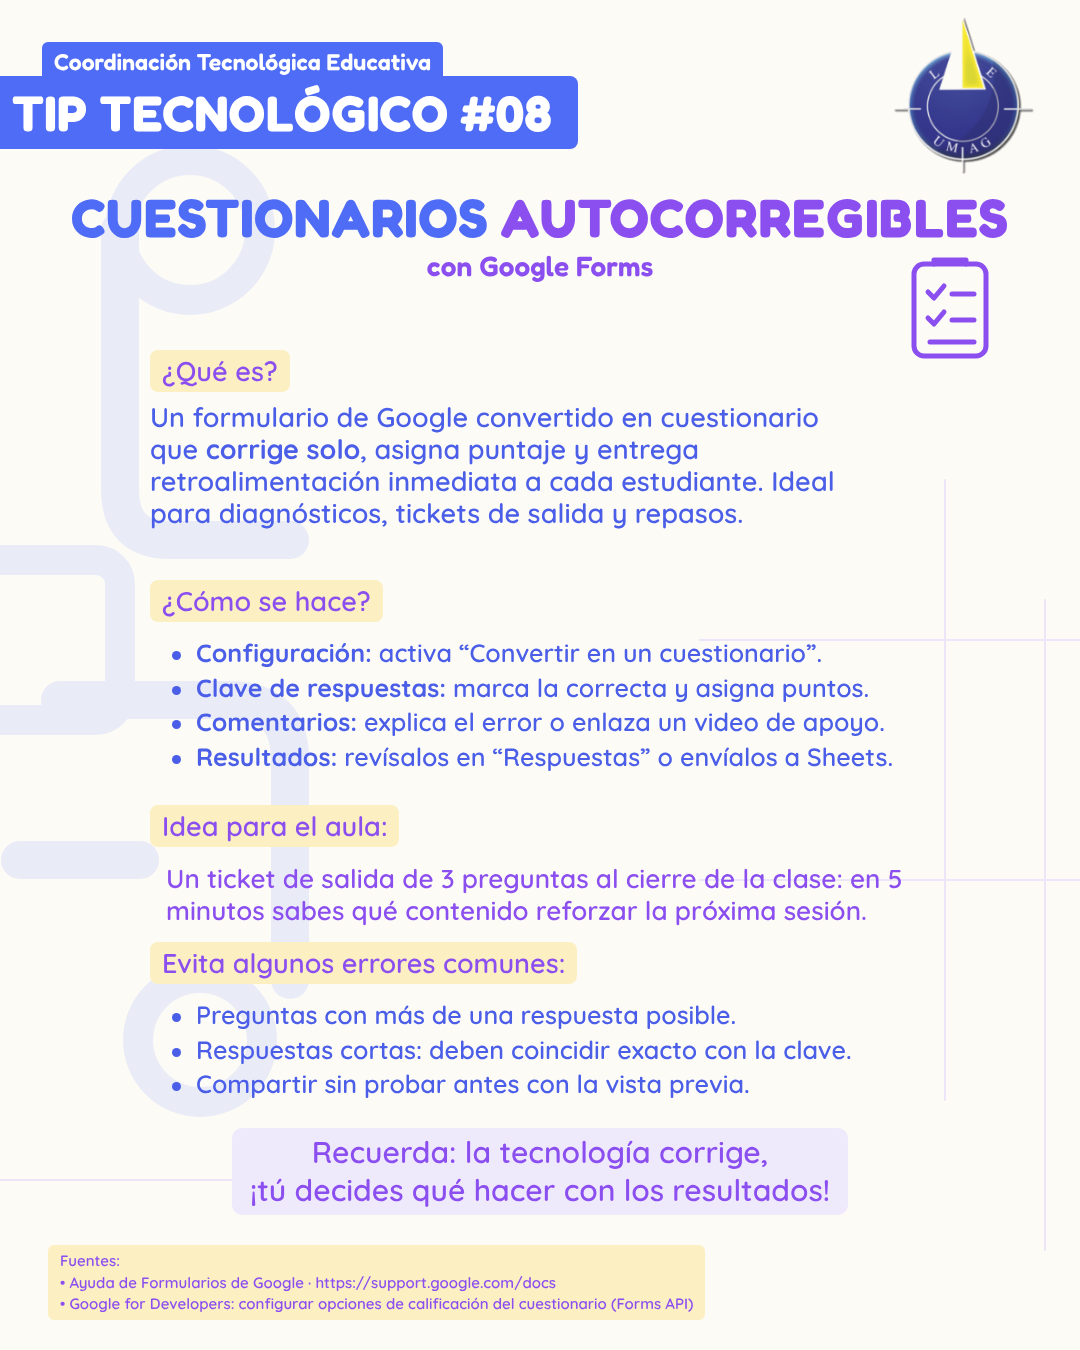 Coordinación Tecnológica Educativa
TIP TECNOLÓGICO #08
L E
UMAG
CUESTIONARIOS AUTOCORREGIBLES
con Google Forms
¿Qué es?
Un formulario de Google convertido en cuestionario
que corrige solo, asigna puntaje y entrega
retroalimentación inmediata a cada estudiante. Ideal
para diagnósticos, tickets de salida y repasos.
¿Cómo se hace?
• Configuración: activa “Convertir en un cuestionario”.
• Clave de respuestas: marca la correcta y asigna puntos.
• Comentarios: explica el error o enlaza un video de apoyo.
• Resultados: revísalos en “Respuestas” o envíalos a Sheets.
Idea para el aula:
Un ticket de salida de 3 preguntas al cierre de la clase: en 5
minutos sabes qué contenido reforzar la próxima sesión.
Evita algunos errores comunes:
• Preguntas con más de una respuesta posible.
• Respuestas cortas: deben coincidir exacto con la clave.
• Compartir sin probar antes con la vista previa.
Recuerda: la tecnología corrige,
¡tú decides qué hacer con los resultados!
Fuentes:
• Ayuda de Formularios de Google · https://support.google.com/docs
• Google for Developers: configurar opciones de calificación del cuestionario (Forms API)